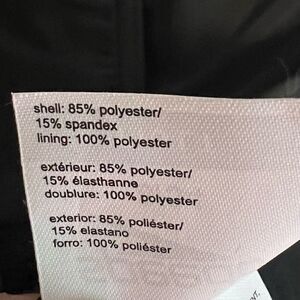 shell: 85% polyester/
15% spandex
lining: 100% polyester
extérieur: 85% polyester/
15% élasthanne
doublure: 100% polyester
exterior: 85% poliéster/
15% elastano
forro: 100% poliéster